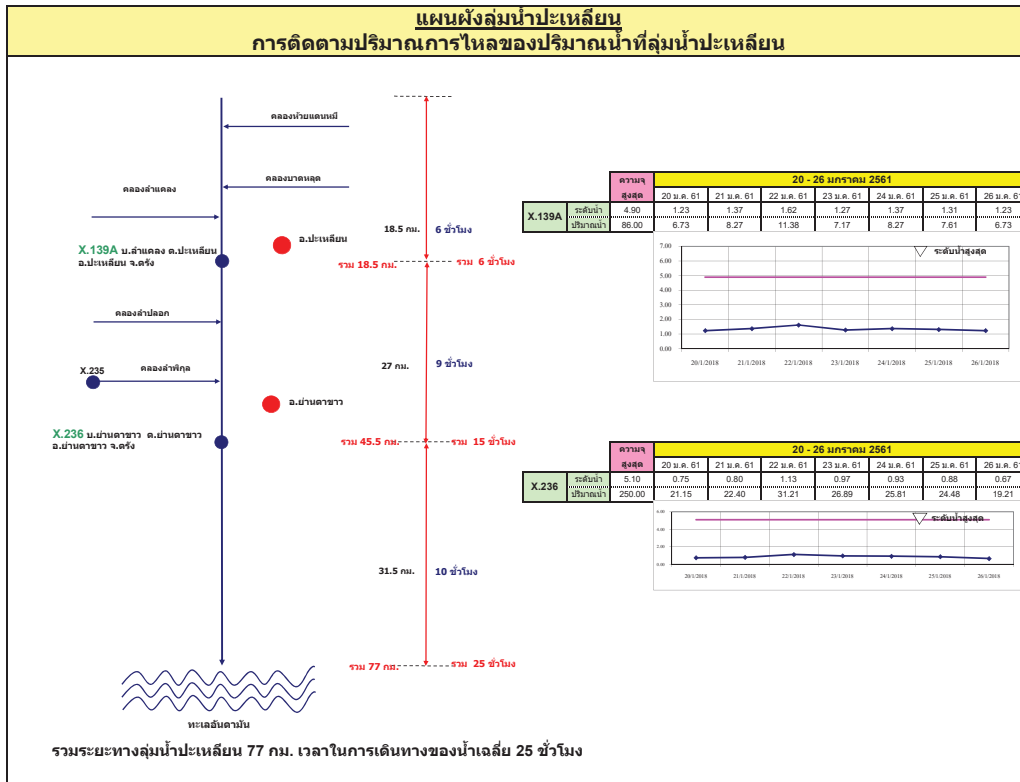 แผนผังลุ่มน้ำปะเหลียน
การติดตามปริมาณการไหลของปริมาณน้ำที่ลุ่มน้ำปะเหลียน
คลองห้วยแดนหมี
คลองบาดหลุด
คลองลำแคลง
18.5 กม.
6 ชั่วโมง
อ.ปะเหลียน
X.139A บ.ลำแคลง ต.ปะเหลียน
อ.ปะเหลียน จ.ตรัง
รวม 18.5 กม.
รวม 6 ชั่วโมง
คลองลำปลอก
X.235
คลองลำพิกุล
27 กม.
9 ชั่วโมง
อ.ย่านตาขาว
X.236 บ.ย่านตาขาว ต.ย่านตาขาว
อ.ย่านตาขาว จ.ตรัง
รวม 45.5 กม.
รวม 15 ชั่วโมง
31.5 กม.
10 ชั่วโมง
รวม 77 กม.
รวม 25 ชั่วโมง
ทะเลอันดามัน
รวมระยะทางลุ่มน้ำปะเหลียน 77 กม. เวลาในการเดินทางของน้ำเฉลี่ย 25 ชั่วโมง
ความจุ 20 - 26 มกราคม 2561
สูงสุด 20 ม.ค. 61 21 ม.ค. 61 22 ม.ค. 61 23 ม.ค. 61 24 ม.ค. 61 25 ม.ค. 61 26 ม.ค. 61
X.139A
ระดับน้ำ 4.90 1.23 1.37 1.62 1.27 1.37 1.31 1.23
ปริมาณน้ำ 86.00 6.73 8.27 11.38 7.17 8.27 7.61 6.73
ระดับน้ำสูงสุด
7.00
6.00
5.00
4.00
3.00
2.00
1.00
0.00
20/1/2018 21/1/2018 22/1/2018 23/1/2018 24/1/2018 25/1/2018 26/1/2018
ความจุ 20 - 26 มกราคม 2561
สูงสุด 20 ม.ค. 61 21 ม.ค. 61 22 ม.ค. 61 23 ม.ค. 61 24 ม.ค. 61 25 ม.ค. 61 26 ม.ค. 61
X.236
ระดับน้ำ 5.10 0.75 0.80 1.13 0.97 0.93 0.88 0.67
ปริมาณน้ำ 250.00 21.15 22.40 31.21 26.89 25.81 24.48 19.21
ระดับน้ำสูงสุด
6.00
4.00
2.00
0.00
20/1/2018 21/1/2018 22/1/2018 23/1/2018 24/1/2018 25/1/2018 26/1/2018